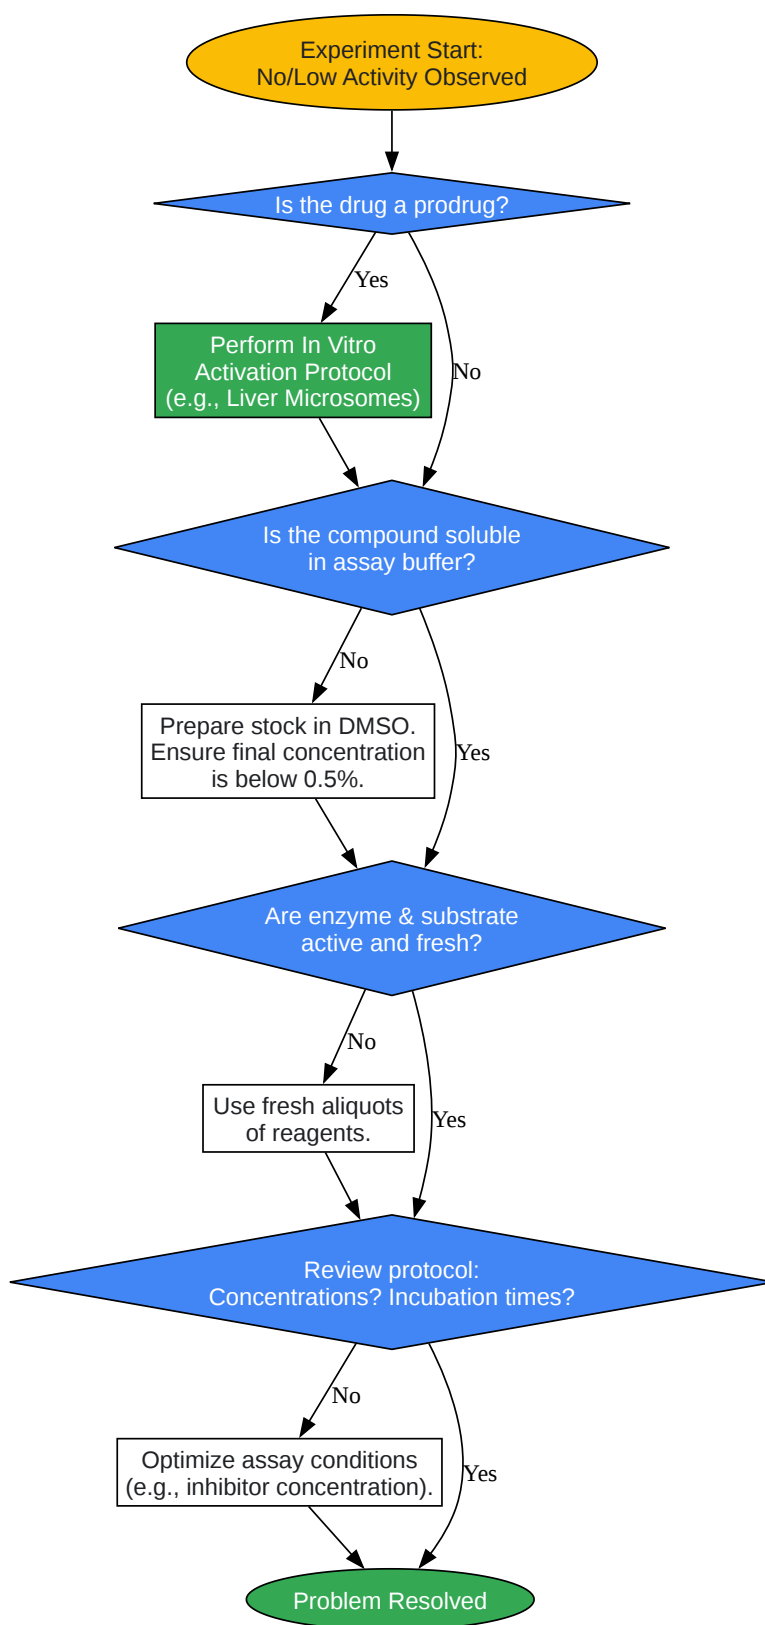 Experiment Start:
No/Low Activity Observed
Is the drug a prodrug?
Yes
Perform In Vitro
Activation Protocol
(e.g., Liver Microsomes)
No
Is the compound soluble
in assay buffer?
No
Prepare stock in DMSO.
Ensure final concentration
is below 0.5%.
Yes
Are enzyme & substrate
active and fresh?
No
Use fresh aliquots
of reagents.
Yes
Review protocol:
Concentrations? Incubation times?
No
Optimize assay conditions
(e.g., inhibitor concentration).
Yes
Problem Resolved